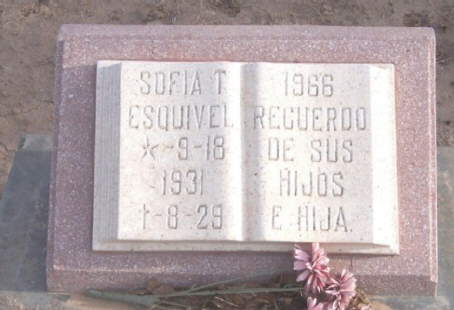 SOFIA T.
ESQUIVEL
*-9-18
1931
†-8-29
1966
RECUERDO
DE SUS
HIJOS
E HIJA.